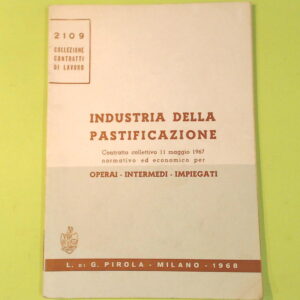 2109
COLLEZIONE
CONTRATTI
DI LAVORO
INDUSTRIA DELLA
PASTIFICAZIONE
Contratto collettivo 11 maggio 1967
normativo ed economico per
OPERAI - INTERMEDI - IMPIEGATI
L. DI G. PIROLA - MILANO - 1968